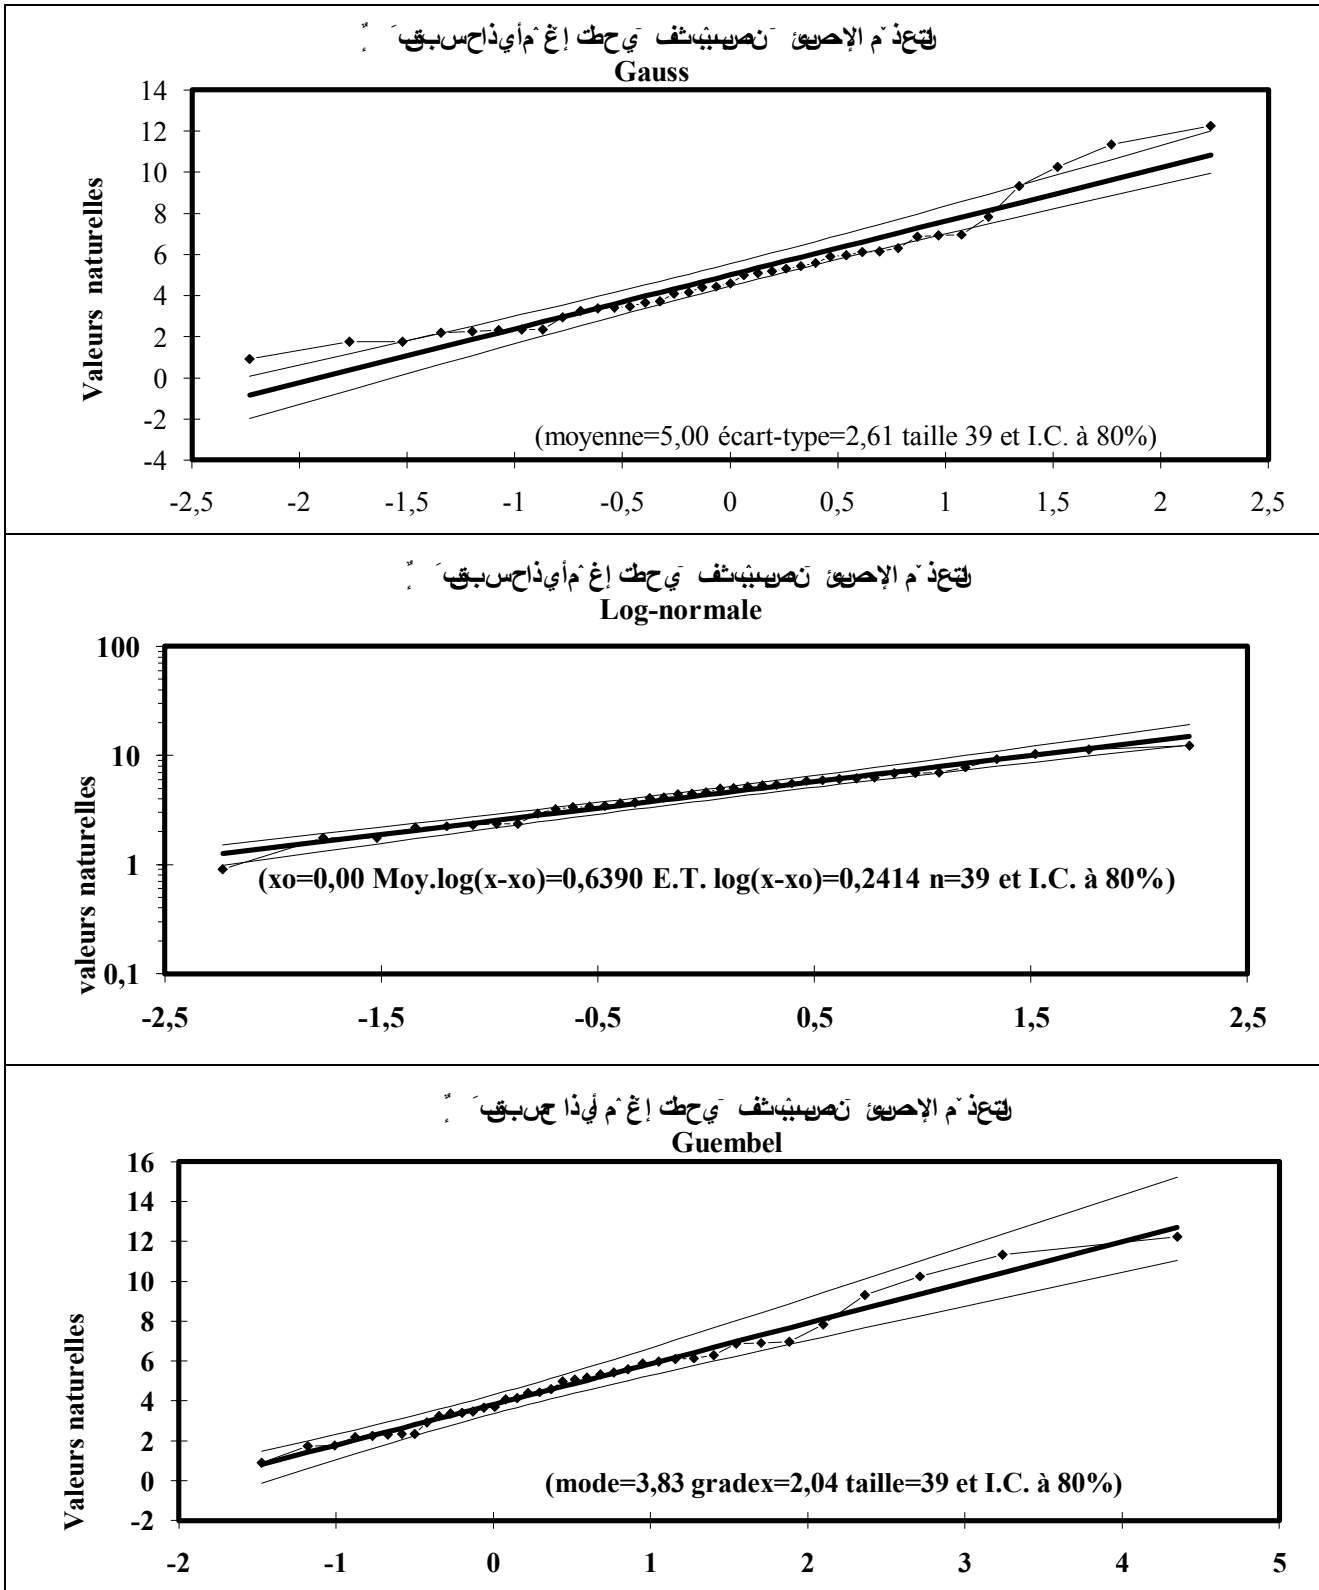 Gauss
14
12
10
8
6
4
2
0
-2
-4
Valeurs naturelles
(moyenne=5,00 écart-type=2,61 taille 39 et I.C. à 80%)
-2,5 -2 -1,5 -1 -0,5 0 0,5 1 1,5 2 2,5
Log-normale
100
10
1
0,1
valeurs naturelles
(xo=0,00 Moy.log(x-xo)=0,6390 E.T. log(x-xo)=0,2414 n=39 et I.C. à 80%)
-2,5 -1,5 -0,5 0,5 1,5 2,5
Guembel
16
14
12
10
8
6
4
2
0
-2
Valeurs naturelles
(mode=3,83 gradex=2,04 taille=39 et I.C. à 80%)
-2 -1 0 1 2 3 4 5